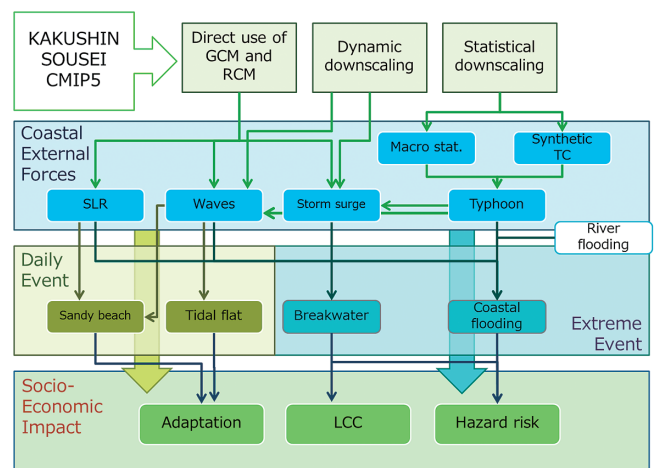 KAKUSHIN
SOUSEI
CMIP5
Direct use of
GCM and
RCM
Dynamic
downscaling
Statistical
downscaling
Coastal
External
Forces
Macro stat.
Synthetic
TC
SLR
Waves
Storm surge
Typhoon
River
flooding
Daily
Event
Sandy beach
Tidal flat
Breakwater
Coastal
flooding
Extreme
Event
Socio-
Economic
Impact
Adaptation
LCC
Hazard risk